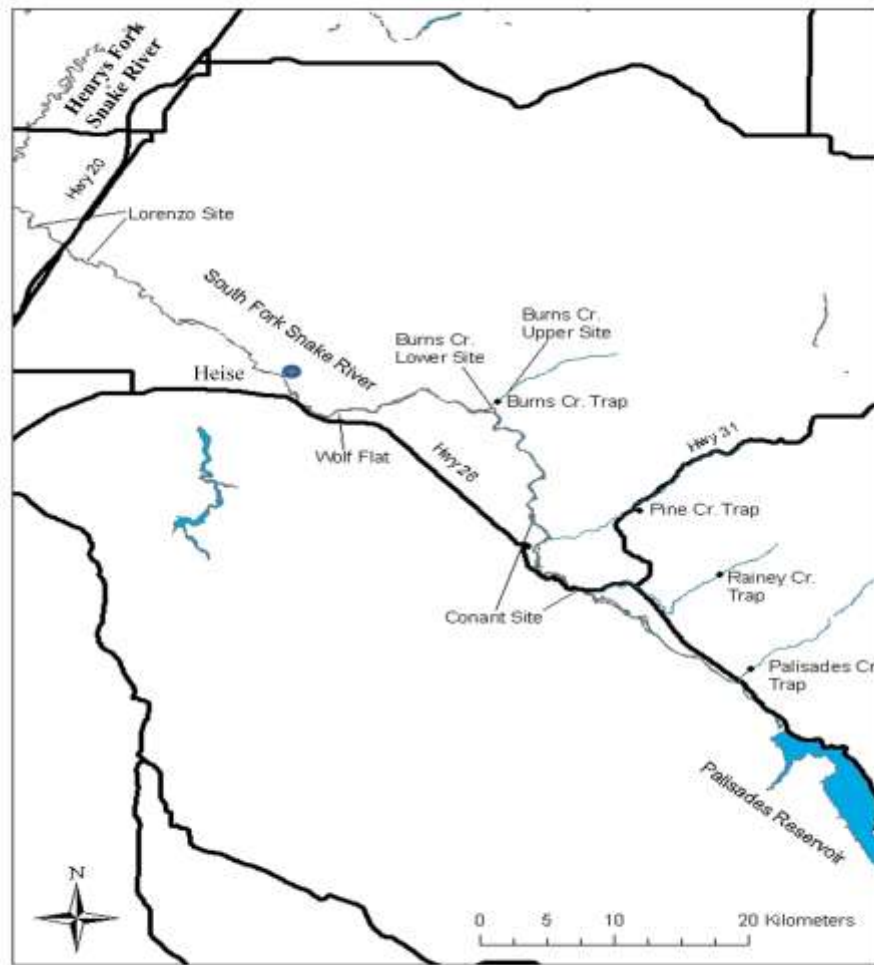 Henrys Fork
Snake River
Hwy 20
Lorenzo Site
South Fork Snake River
Burns Cr.
Upper Site
Burns Cr.
Lower Site
Heise
Burns Cr. Trap
Wolf Flat
Hwy 26
Hwy 31
Pine Cr. Trap
Rainey Cr.
Trap
Conant Site
Palisades Cr
Trap
Palisades Reservoir
N
0 5 10 20 Kilometers